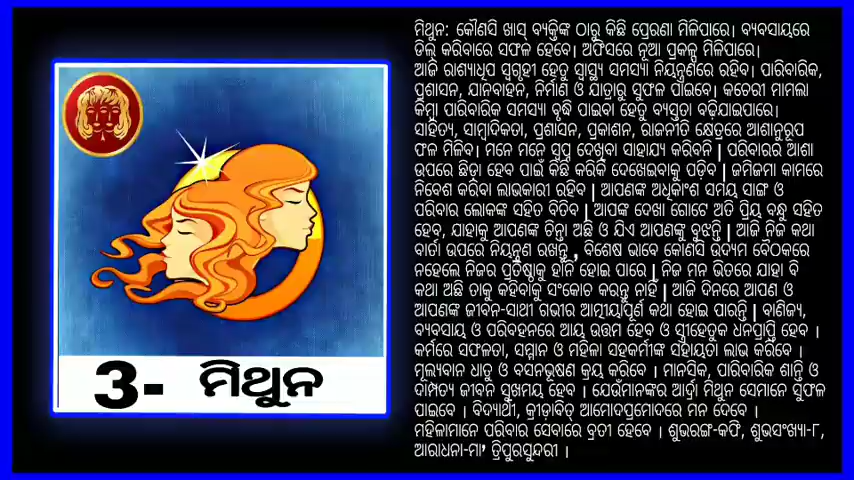 3- ମିଥୁନ
ମିଥୁନ: କୌଣସି ଖାସ୍ ବ୍ୟକ୍ତିଙ୍କ ଠାରୁ କିଛି ପ୍ରେରଣା ମିଳିପାରେ। ବ୍ୟବସାୟରେ
ଡିଲ୍ କରିବାରେ ସଫଳ ହେବେ। ଅଫିସରେ ନୂଆ ପ୍ରକଳ୍ପ ମିଳିପାରେ।
ଆଜି ରାଶ୍ୟାଧିପ ସ୍ୱଗୃହୀ ହେତୁ ସ୍ୱାସ୍ଥ୍ୟ ସମସ୍ୟା ନିୟନ୍ତ୍ରଣରେ ରହିବ। ପାରିବାରିକ,
ପ୍ରଶାସନ, ଯାନବାହନ, ନିର୍ମାଣ ଓ ଯାତ୍ରାରୁ ସୁଫଳ ପାଇବେ। କଚେରୀ ମାମଲା
କିମ୍ବା ପାରିବାରିକ ସମସ୍ୟା ବୃଦ୍ଧି ପାଇବା ହେତୁ ବ୍ୟସ୍ତତା ବଢ଼ିଯାଇପାରେ।
ସାହିତ୍ୟ, ସାମ୍ବାଦିକତା, ପ୍ରଶାସନ, ପ୍ରକାଶନ, ରାଜନୀତି କ୍ଷେତ୍ରରେ ଆଶାନୁରୂପ
ଫଳ ମିଳିବ। ମନେ ମନେ ସ୍ୱପ୍ନ ଦେଖିବା ସାହାଯ୍ୟ କରିବନି | ପରିବାରର ଆଶା
ଉପରେ ଛିଡ଼ା ହେବ ପାଇଁ କିଛି କରିକି ଦେଖେଇବାକୁ ପଡ଼ିବ | ଜମିଜମା କାମରେ
ନିବେଶ କରିବା ଲାଭକାରୀ ରହିବ | ଆପଣଙ୍କ ଅଧିକାଂଶ ସମୟ ସାଙ୍ଗ ଓ
ପରିବାର ଲୋକଙ୍କ ସହିତ ବିତିବ | ଆପଙ୍କ ଦେଖା ଗୋଟେ ଅତି ପ୍ରିୟ ବନ୍ଧୁ ସହିତ
ହେବ, ଯାହାକୁ ଆପଣଙ୍କ ଚିନ୍ତା ଅଛି ଓ ଯିଏ ଆପଣଙ୍କୁ ବୁଝନ୍ତି | ଆଜି ନିଜ କଥା
ବାର୍ତା ଉପରେ ନିୟନ୍ତ୍ରଣ ରଖନ୍ତୁ , ବିଶେଷ ଭାବେ କୋଣସି ଉଦ୍ୟମ ବୈଠକରେ
ନହେଲେ ନିଜର ପ୍ରତିଷ୍ଠାକୁ ହାନି ହୋଇ ପାରେ | ନିଜ ମନ ଭିତରେ ଯାହା ବି
କଥା ଅଛି ତାକୁ କହିବାକୁ ସଂକୋଚ କରନ୍ତୁ ନାହିଁ | ଆଜି ଦିନରେ ଆପଣ ଓ
ଆପଣଙ୍କ ଜୀବନ-ସାଥୀ ଗଭୀର ଆତ୍ମୀୟତାପୂର୍ଣ କଥା ହୋଇ ପାରନ୍ତି | ବାଣିଜ୍ୟ,
ବ୍ୟବସାୟ ଓ ପରିବହନରେ ଆୟ ଉତ୍ତମ ହେବ ଓ ସ୍ତ୍ରୀହେତୁକ ଧନପ୍ରାପ୍ତି ହେବ ।
କର୍ମରେ ସଫଳତା, ସମ୍ମାନ ଓ ମହିଳା ସହକର୍ମୀଙ୍କ ସହାୟତା ଲାଭ କରିବେ ।
ମୂଲ୍ୟବାନ ଧାତୁ ଓ ବସନଭୂଷଣ କ୍ରୟ କରିବେ । ମାନସିକ, ପାରିବାରିକ ଶାନ୍ତି ଓ
ଦାମ୍ପତ୍ୟ ଜୀବନ ସୁଖମୟ ହେବ । ଯେଉଁମାନଙ୍କର ଆର୍ଦ୍ରା ମିଥୁନ ସେମାନେ ସୁଫଳ
ପାଇବେ । ବିଦ୍ୟାର୍ଥୀ, କ୍ରୀଡ଼ାବିତ୍ ଆମୋଦପ୍ରମୋଦରେ ମନ ଦେବେ ।
ମହିଳାମାନେ ପରିବାର ସେବାରେ ବ୍ରତୀ ହେବେ । ଶୁଭରଙ୍ଗ-କଫି, ଶୁଭସଂଖ୍ୟା-୮,
ଆରାଧନା-ମା' ତ୍ରିପୁରସୁନ୍ଦରୀ ।